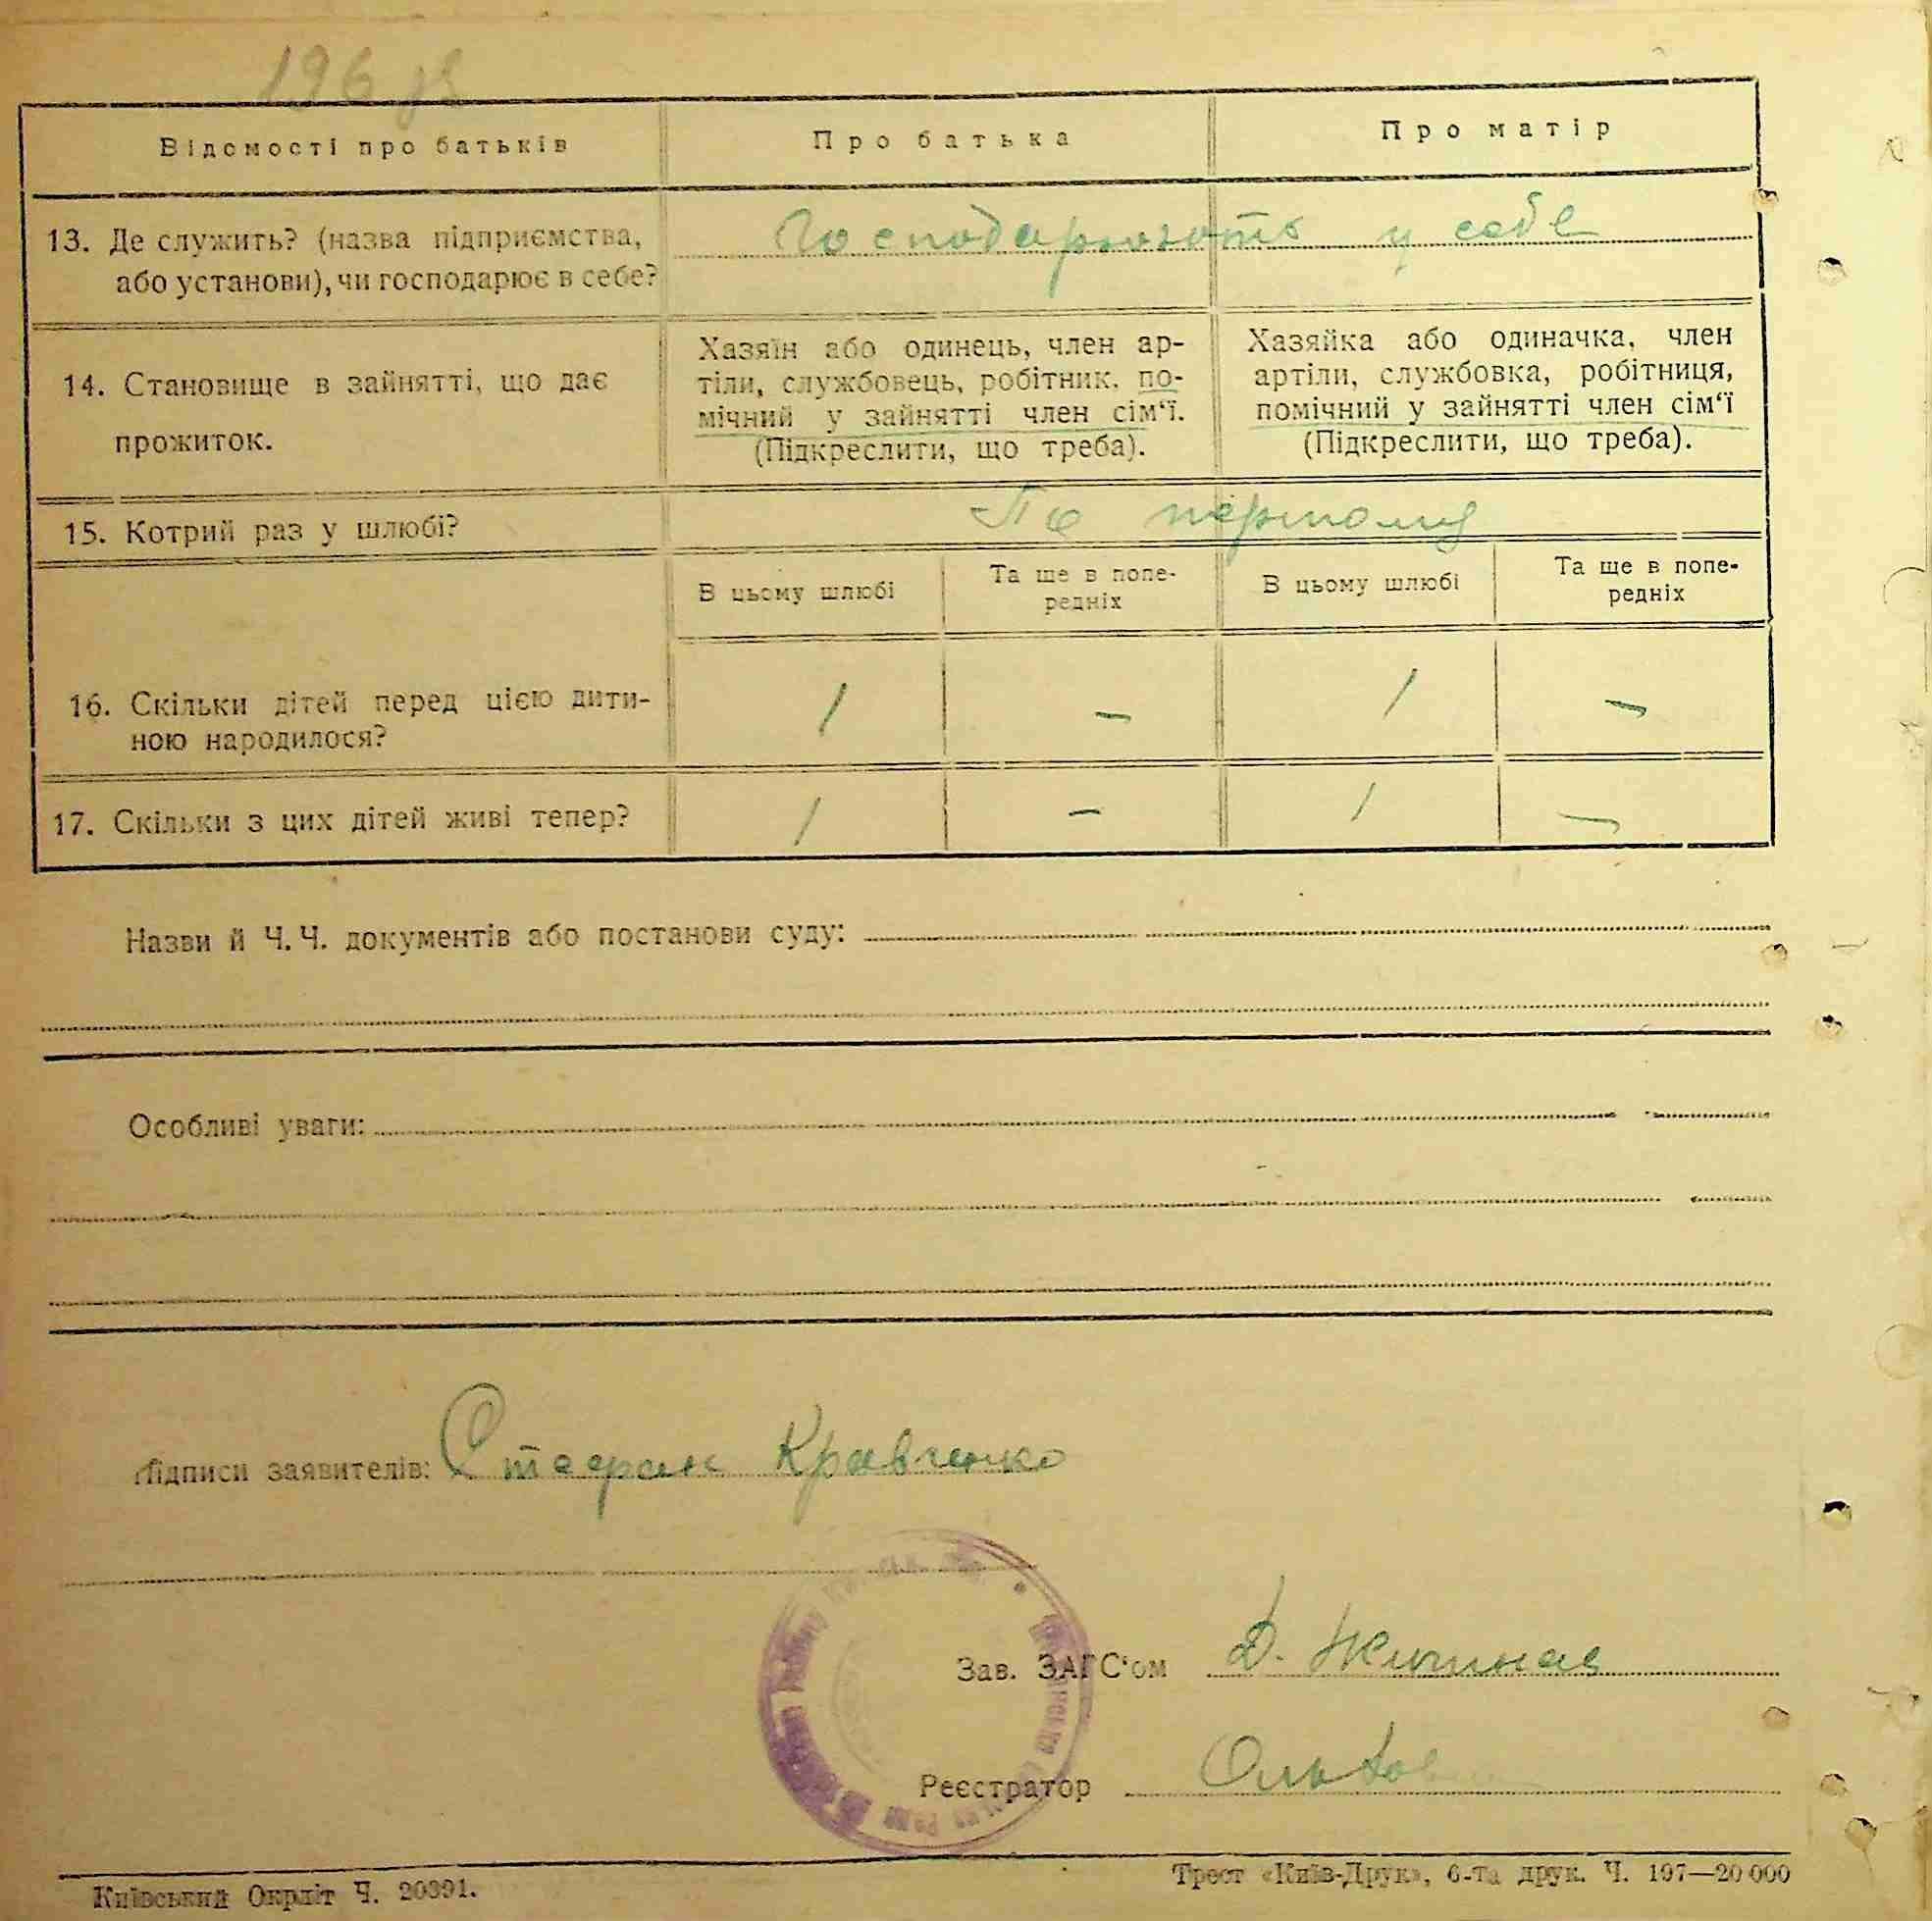 196 зв
Відомості про батьків
Про батька
Про матір
13. Де служить? (назва підприємства,
або установи), чи господарює в себе?
Господарюють у себе
14. Становище в зайнятті, що дає
прожиток.
Хазяїн або одинець, член ар-
тіли, службовець, робітник, по-
мічний у зайнятті член сім‘ї.
(Підкреслити, що треба).
Хазяйка або одиначка, член
артіли, службовка, робітниця,
помічний у зайнятті член сім‘ї
(Підкреслити, що треба).
15. Котрий раз у шлюбі?
По першому
В цьому шлюбі
Та ще в попе-
редніх
В цьому шлюбі
Та ще в попе-
редніх
16. Скільки дітей перед цією дити-
ною народилося?
1 – 1 –
17. Скільки з цих дітей живі тепер?
1 – 1 –
Назви й Ч. Ч. документів або постанови суду:
Особливі уваги:
Підписи заявителів: Стефан Кравченко
Зав. ЗАГС‘ом Д.
Реєстратор
Київський Окрліт Ч. 20391.
Трест «Київ-Друк», 6-та друк. Ч. 197—20 000